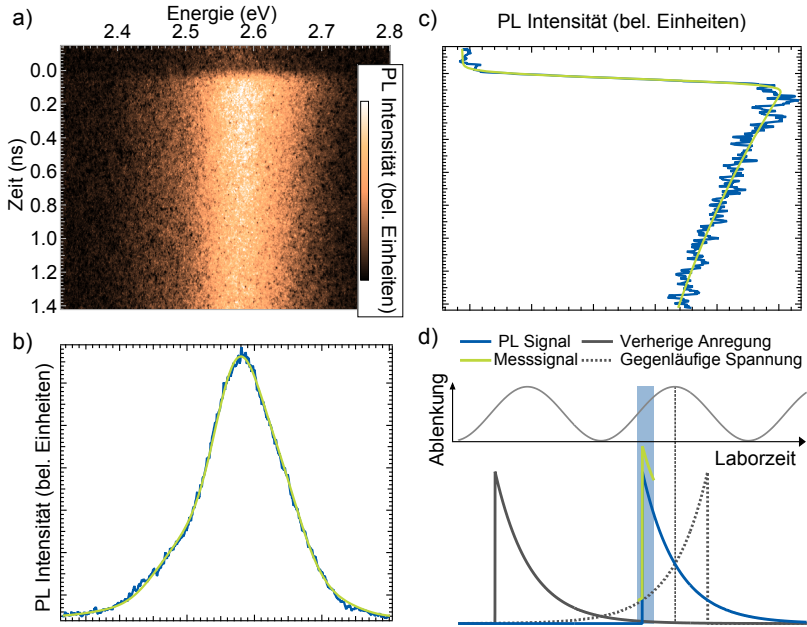 a)
Energie (eV)
2.4 2.5 2.6 2.7 2.8
Zeit (ns)
0.0
0.2
0.4
0.6
0.8
1.0
1.2
1.4
PL Intensität (bel. Einheiten)
c)
PL Intensität (bel. Einheiten)
b)
PL Intensität (bel. Einheiten)
d)
PL Signal
Verherige Anregung
Messsignal
Gegenläufige Spannung
Ablenkung
Laborzeit